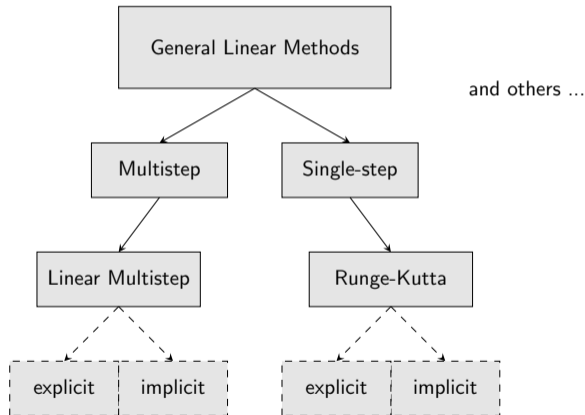 General Linear Methods
and others ...
Multistep
Single-step
Linear Multistep
Runge-Kutta
explicit
implicit
explicit
implicit